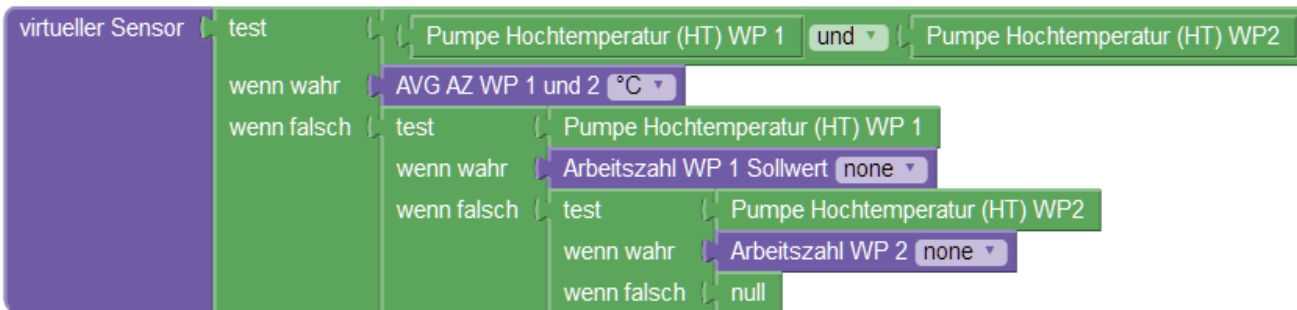 virtueller Sensor test Pumpe Hochtemperatur (HT) WP 1 und Pumpe Hochtemperatur (HT) WP2
wenn wahr AVG AZ WP 1 und 2 °C
wenn falsch test Pumpe Hochtemperatur (HT) WP 1
wenn wahr Arbeitszahl WP 1 Sollwert none
wenn falsch test Pumpe Hochtemperatur (HT) WP2
wenn wahr Arbeitszahl WP 2 none
wenn falsch null